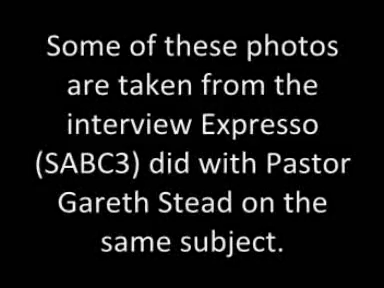 Some of these photos
are taken from the
interview Expresso
(SABC3) did with Pastor
Gareth Stead on the
same subject.